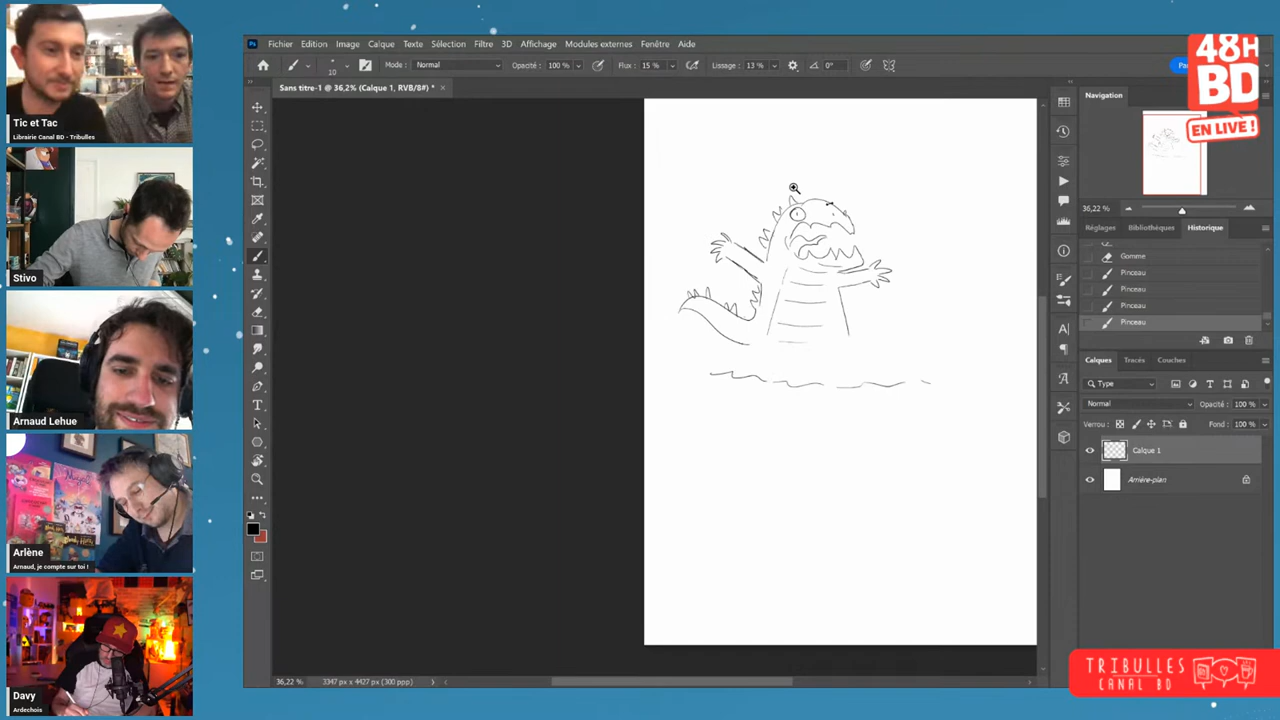 Tic et Tac
Librairie Canal BD - Tribulles
Stivo
Arnaud Lehue
Arlène
Arnaud, je compte sur toi !
Davy
Ardechois
Ps
Fichier Edition Image Calque Texte Sélection Filtre 3D Affichage Modules externes Fenêtre Aide
10 Mode : Normal Opacité : 100 % Flux : 15 % Lissage : 13 % 0°
Sans titre-1 @ 36,2% (Calque 1, RVB/8#) *
36,22 % 3347 px x 4427 px (300 ppp)
Navigation
36,22 %
Réglages Bibliothèques Historique
Gomme
Pinceau
Pinceau
Pinceau
Pinceau
Calques Tracés Couches
Type
Normal Opacité : 100 %
Verrou : Fond : 100 %
Calque 1
Arrière-plan
48H
BD
EN LIVE !
TRIBULLES
CANAL BD